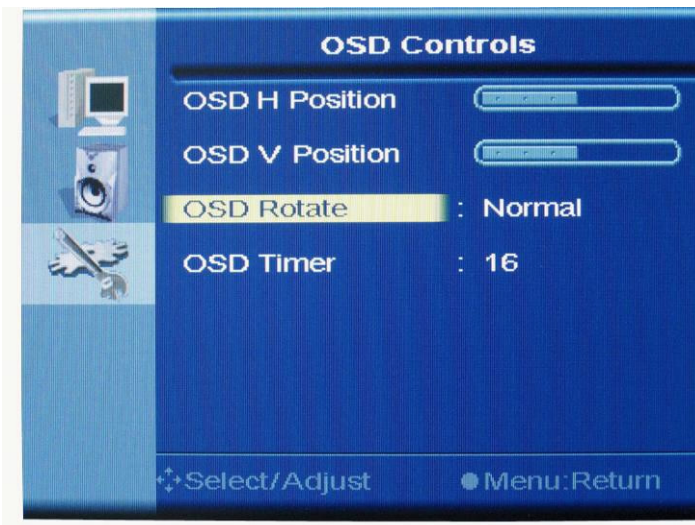 OSD Controls
OSD H Position
OSD V Position
OSD Rotate : Normal
OSD Timer : 16
Select/Adjust ●Menu:Return